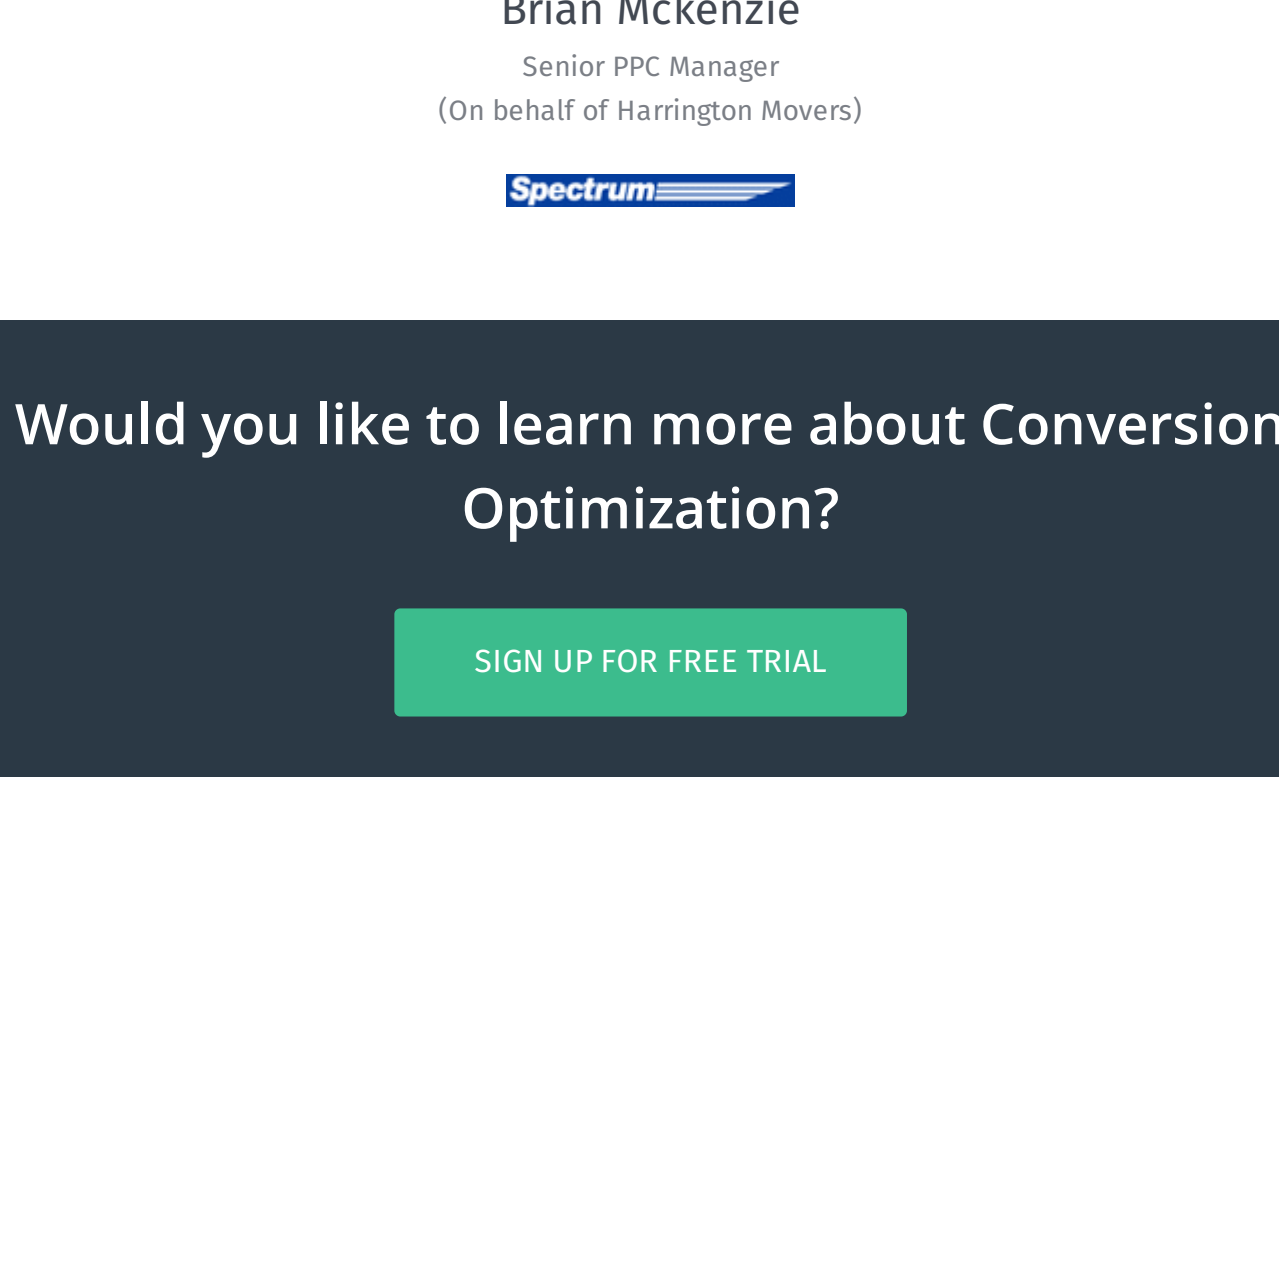 Brian Mckenzie
Senior PPC Manager
(On behalf of Harrington Movers)
Spectrum
Would you like to learn more about Conversion
Optimization?
SIGN UP FOR FREE TRIAL